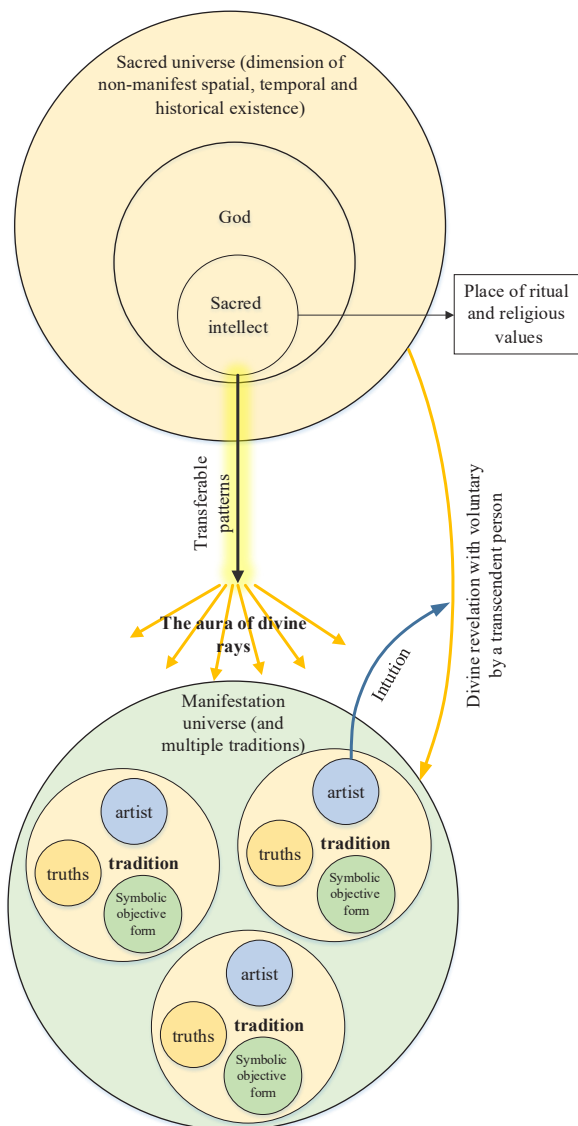 Sacred universe (dimension of
non-manifest spatial, temporal and
historical existence)
God
Sacred
intellect
Place of ritual
and religious
values
Transferable
patterns
Divine revelation with voluntary
by a transcendent person
The aura of divine
rays
Intution
Manifestation
universe (and
multiple traditions)
artist
truths
tradition
Symbolic
objective
form
artist
truths
tradition
Symbolic
objective
form
artist
truths
tradition
Symbolic
objective
form